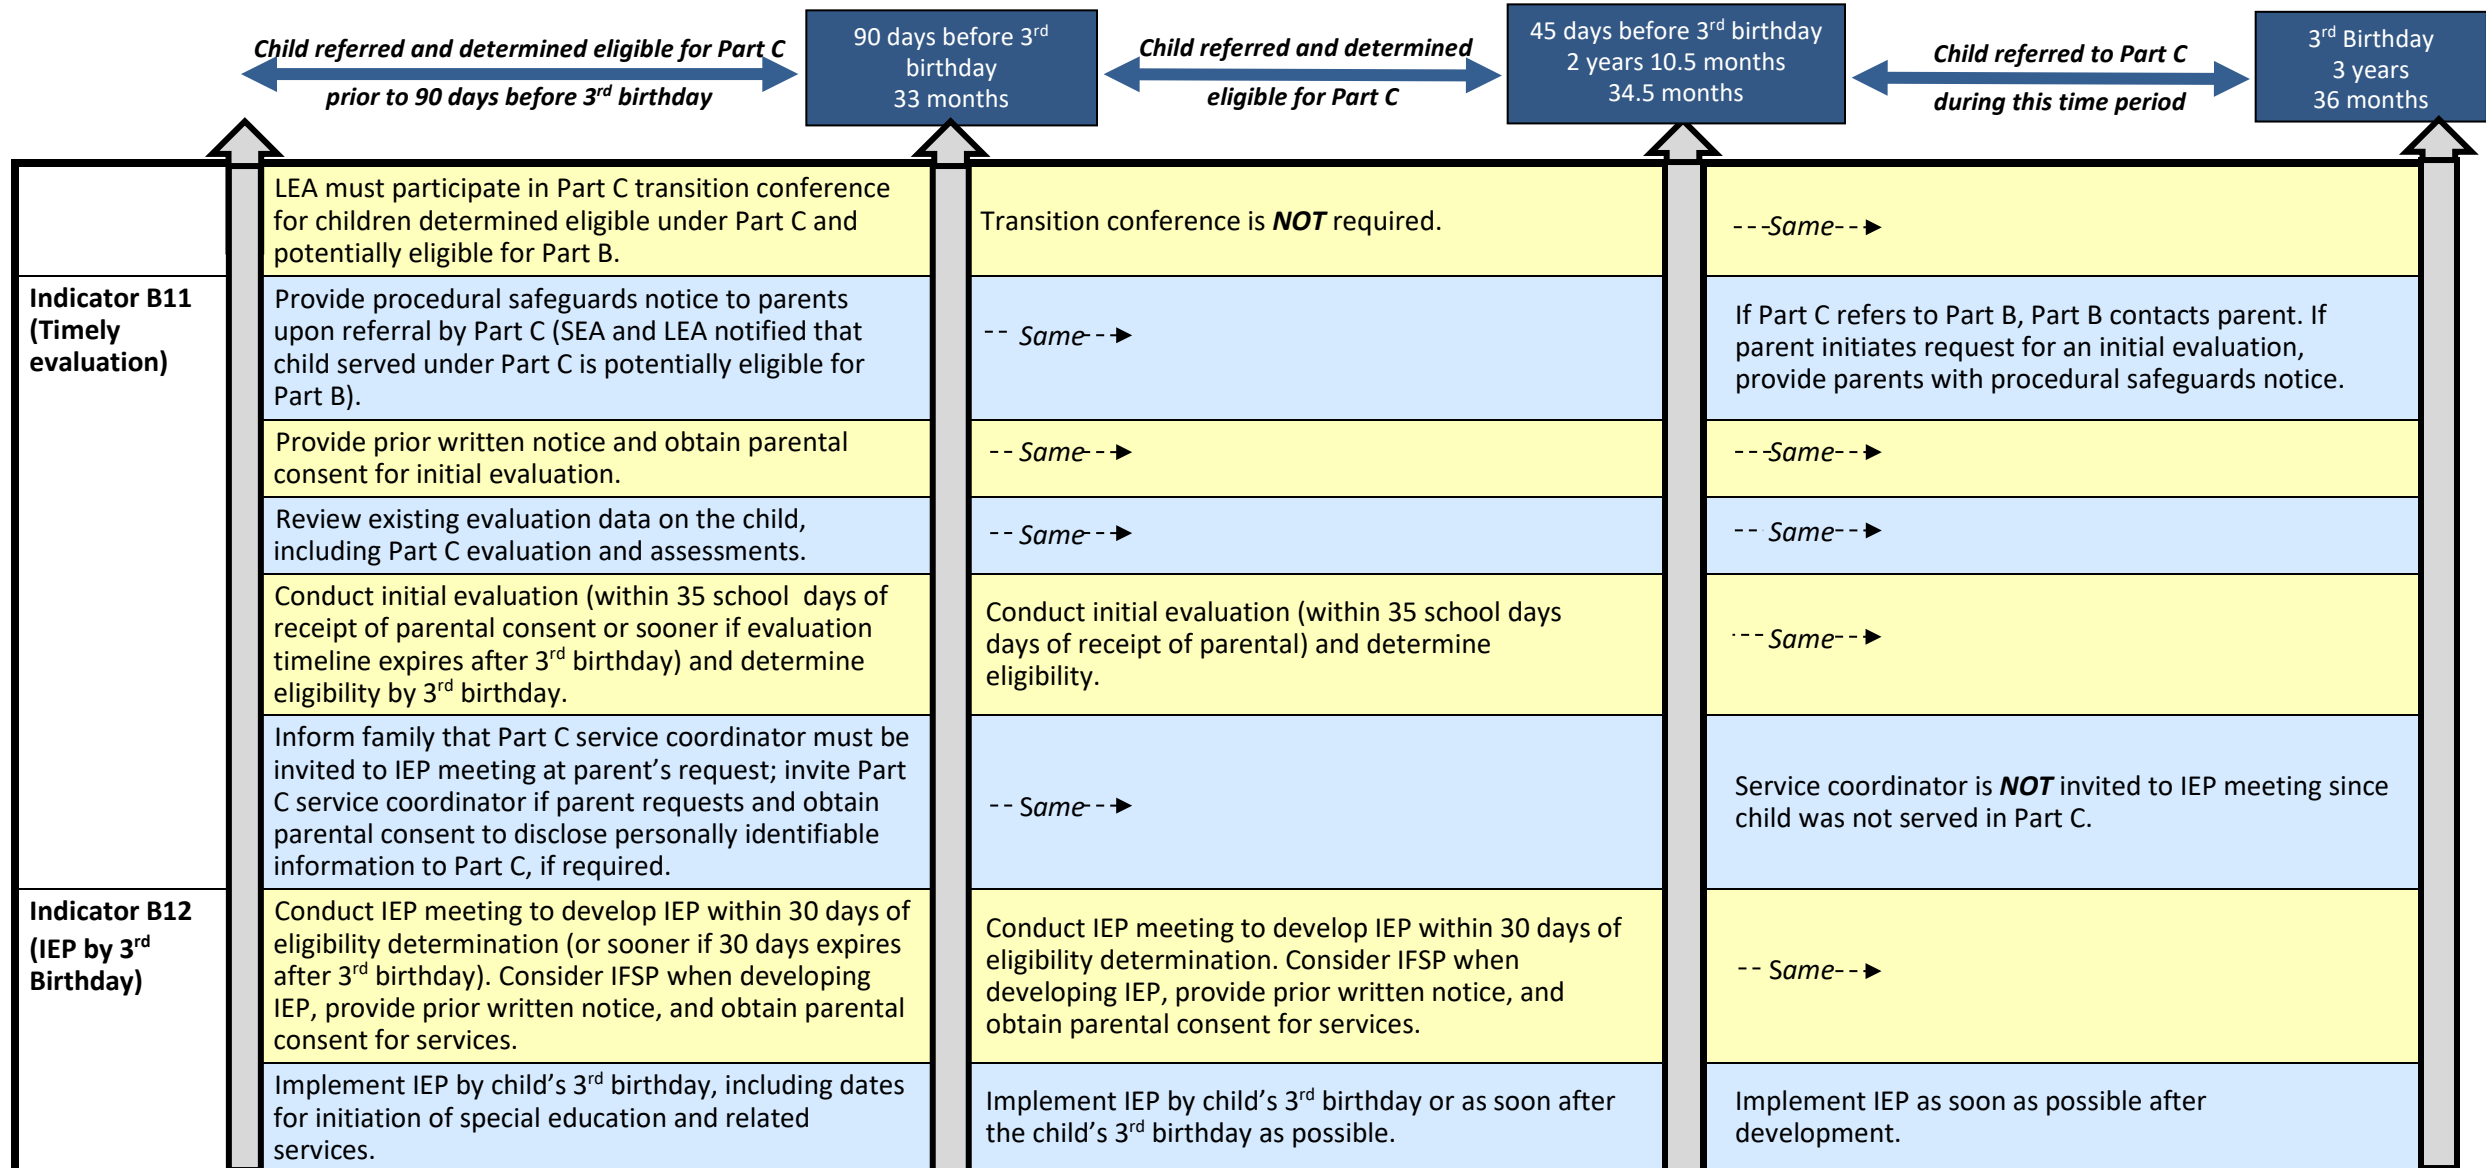 Child referred and determined eligible for Part C
prior to 90 days before 3rd birthday
90 days before 3rd
birthday
33 months
Child referred and determined
eligible for Part C
45 days before 3rd birthday
2 years 10.5 months
34.5 months
Child referred to Part C
during this time period
3rd Birthday
3 years
36 months
LEA must participate in Part C transition conference
for children determined eligible under Part C and
potentially eligible for Part B.
Transition conference is NOT required.
---Same--
Indicator B11
(Timely
evaluation)
Provide procedural safeguards notice to parents
upon referral by Part C (SEA and LEA notified that
child served under Part C is potentially eligible for
Part B).
-- Same--
If Part C refers to Part B, Part B contacts parent. If
parent initiates request for an initial evaluation,
provide parents with procedural safeguards notice.
Provide prior written notice and obtain parental
consent for initial evaluation.
-- Same--
---Same--
Review existing evaluation data on the child,
including Part C evaluation and assessments.
-- Same--
-- Same--
Conduct initial evaluation (within 35 school  days of
receipt of parental consent or sooner if evaluation
timeline expires after 3rd birthday) and determine
eligibility by 3rd birthday.
Conduct initial evaluation (within 35 school days
days of receipt of parental) and determine
eligibility.
--- Same--
Inform family that Part C service coordinator must be
invited to IEP meeting at parent’s request; invite Part
C service coordinator if parent requests and obtain
parental consent to disclose personally identifiable
information to Part C, if required.
-- Same--
Service coordinator is NOT invited to IEP meeting since
child was not served in Part C.
Indicator B12
(IEP by 3rd
Birthday)
Conduct IEP meeting to develop IEP within 30 days of
eligibility determination (or sooner if 30 days expires
after 3rd birthday). Consider IFSP when developing
IEP, provide prior written notice, and obtain parental
consent for services.
Conduct IEP meeting to develop IEP within 30 days of
eligibility determination. Consider IFSP when
developing IEP, provide prior written notice, and
obtain parental consent for services.
-- Same--
Implement IEP by child’s 3rd birthday, including dates
for initiation of special education and related
services.
Implement IEP by child’s 3rd birthday or as soon after
the child’s 3rd birthday as possible.
Implement IEP as soon as possible after
development.